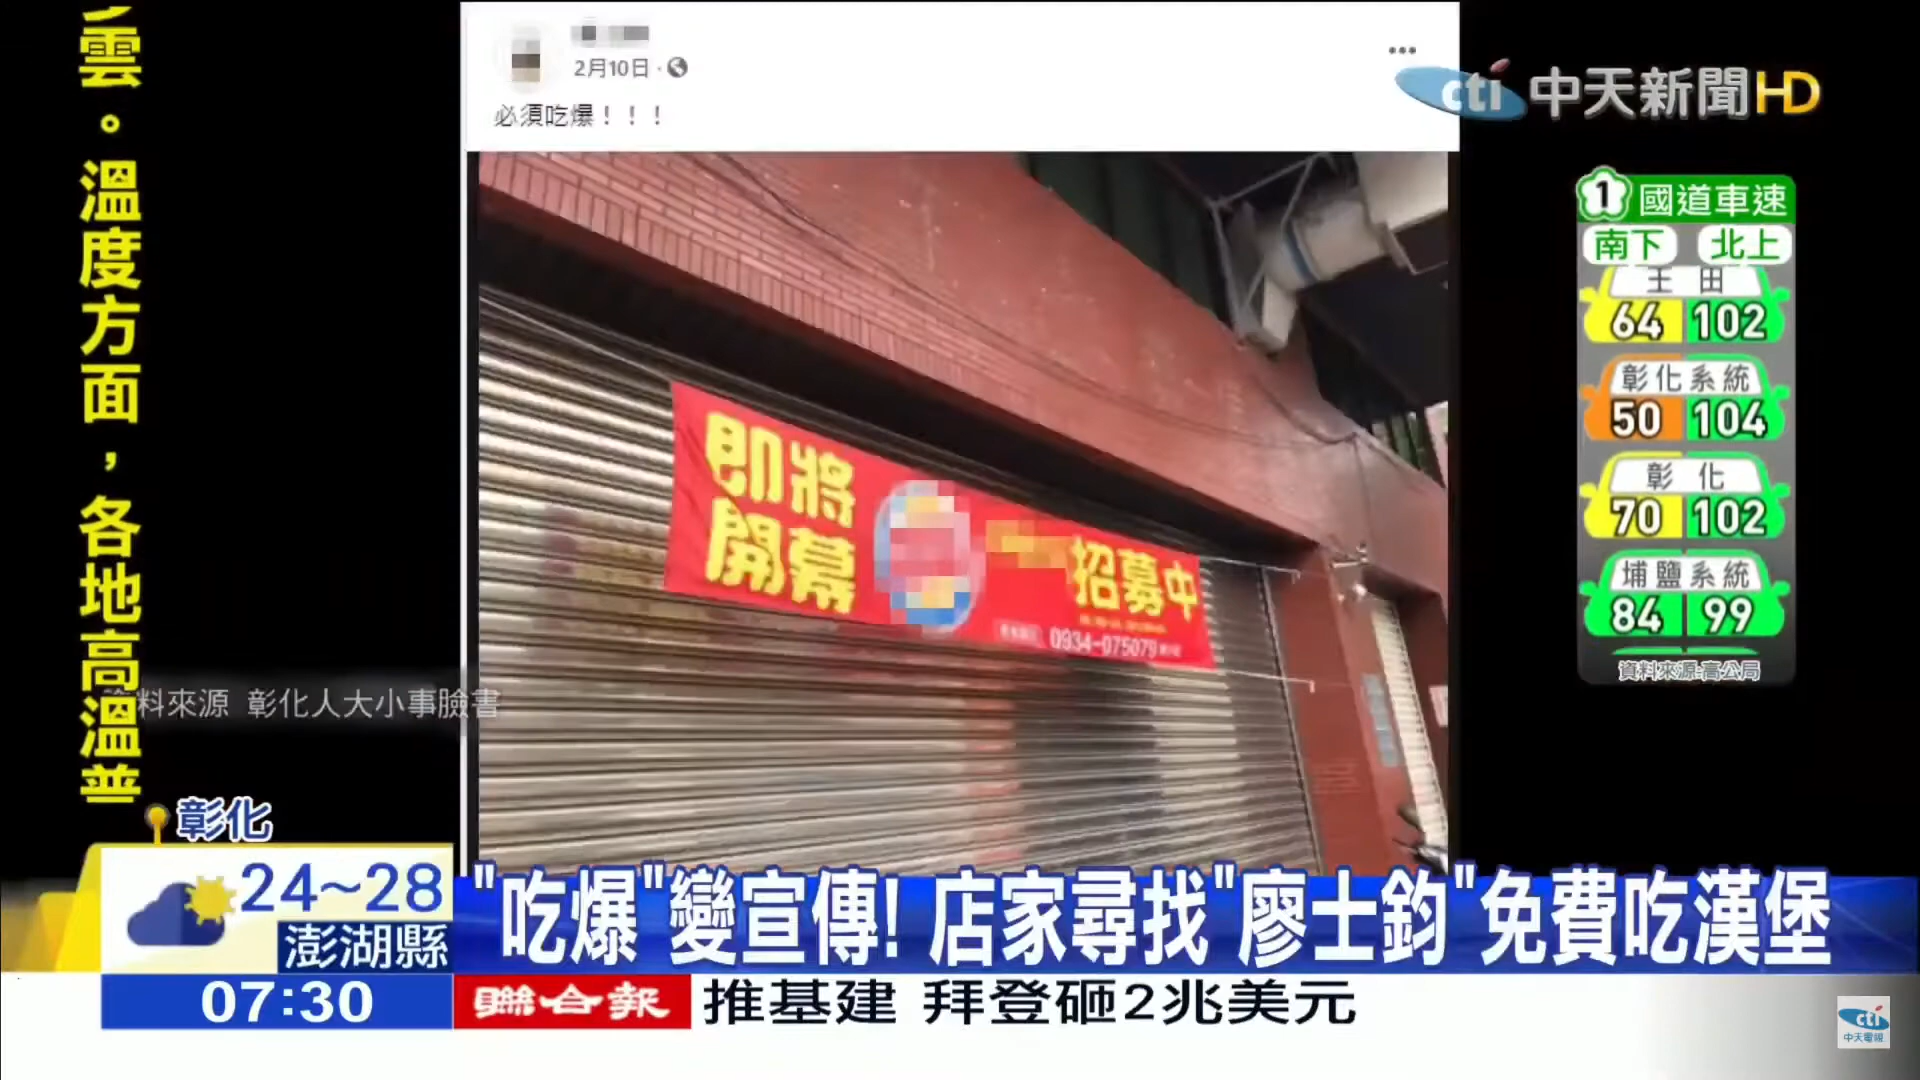 雲。溫度方面，各地高溫普
2月10日
必須吃爆！！！
cti 中天新聞HD
1 國道車速
南下 北上
王田
64 102
彰化系統
50 104
彰化
70 102
埔鹽系統
84 99
資料來源:高公局
即將
開幕
招募中
0934-075079
料來源 彰化人大小事臉書
彰化
24~28
澎湖縣
07:30
"吃爆"變宣傳! 店家尋找"廖士鈞"免費吃漢堡
聯合報 推基建 拜登砸2兆美元
cti
中天電視